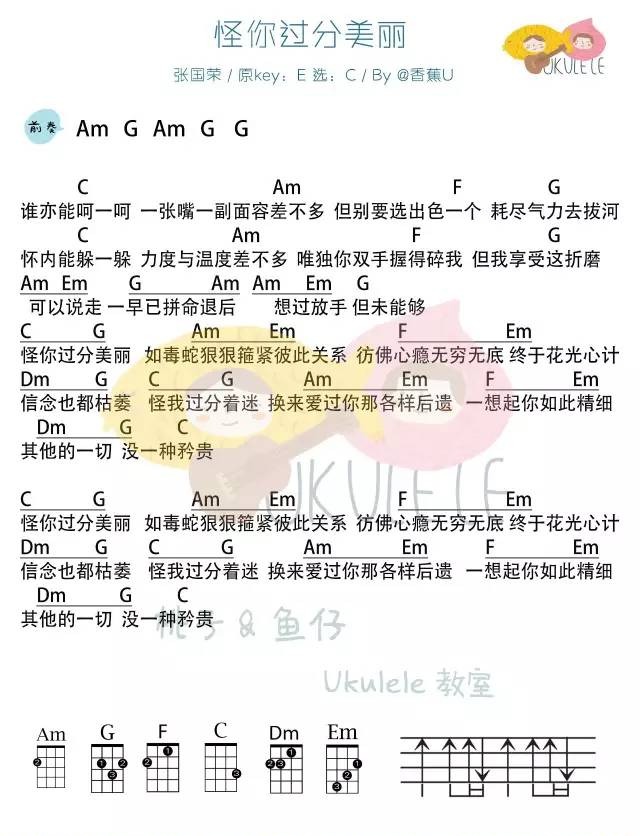 怪你过分美丽
UKULELE
张国荣 / 原key：E 选：C / By @香蕉U
前奏 Am G Am G G
C Am F G
谁亦能呵一呵 一张嘴一副面容差不多 但别要选出色一个 耗尽气力去拔河
C Am F G
怀内能躲一躲 力度与温度差不多 唯独你双手握得碎我 但我享受这折磨
Am Em G Am Am Em G
可以说走 一早已拼命退后 想过放手 但未能够
C G Am Em F Em
怪你过分美丽 如毒蛇狠狠箍紧彼此关系 彷佛心瘾无穷无底 终于花光心计
Dm G C G Am Em F Em
信念也都枯萎 怪我过分着迷 换来爱过你那各样后遗 一想起你如此精细
Dm G C
其他的一切 没一种矜贵
UKULELE
C G Am Em F Em
怪你过分美丽 如毒蛇狠狠箍紧彼此关系 彷佛心瘾无穷无底 终于花光心计
Dm G C G Am Em F Em
信念也都枯萎 怪我过分着迷 换来爱过你那各样后遗 一想起你如此精细
Dm G C
其他的一切 没一种矜贵
桃子 & 鱼仔
Ukulele 教室
Am G F C Dm Em
2 1 2 3 1 2 3 2 3 1 1 2 3